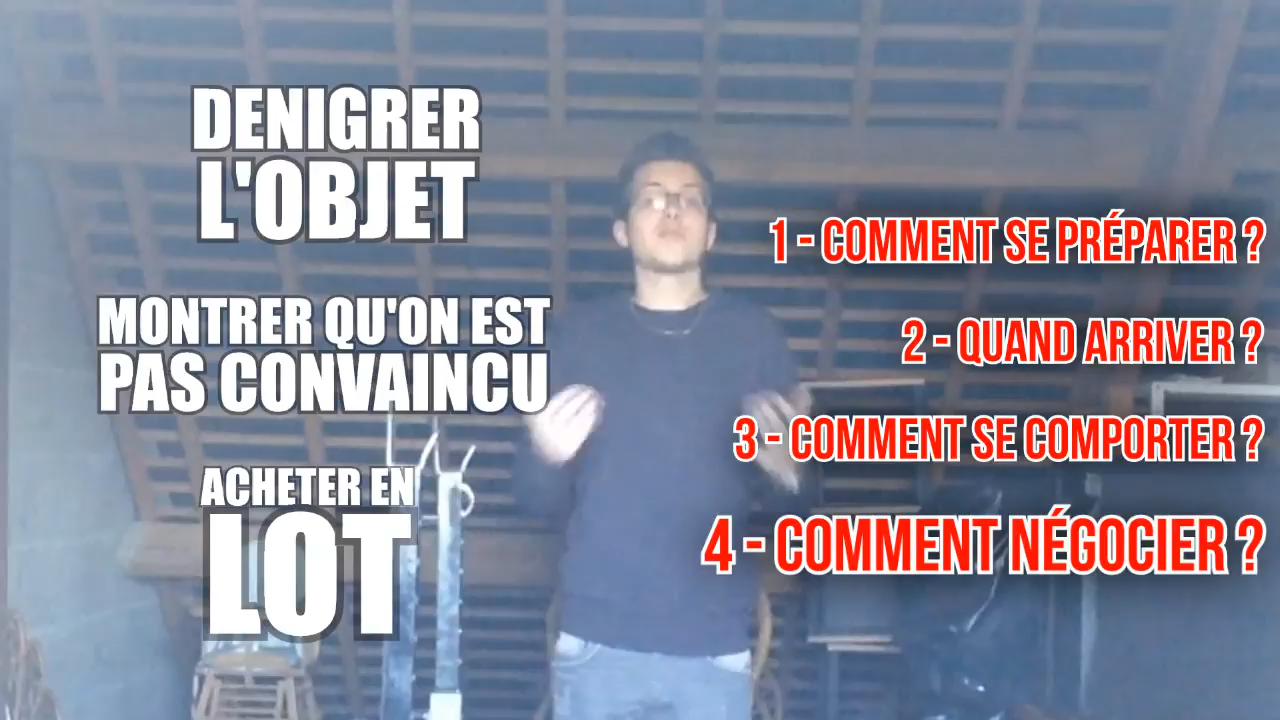 DENIGRER
L'OBJET
MONTRER QU'ON EST
PAS CONVAINCU
ACHETER EN
LOT
1 - COMMENT SE PRÉPARER ?
2 - QUAND ARRIVER ?
3 - COMMENT SE COMPORTER ?
4 - COMMENT NÉGOCIER ?